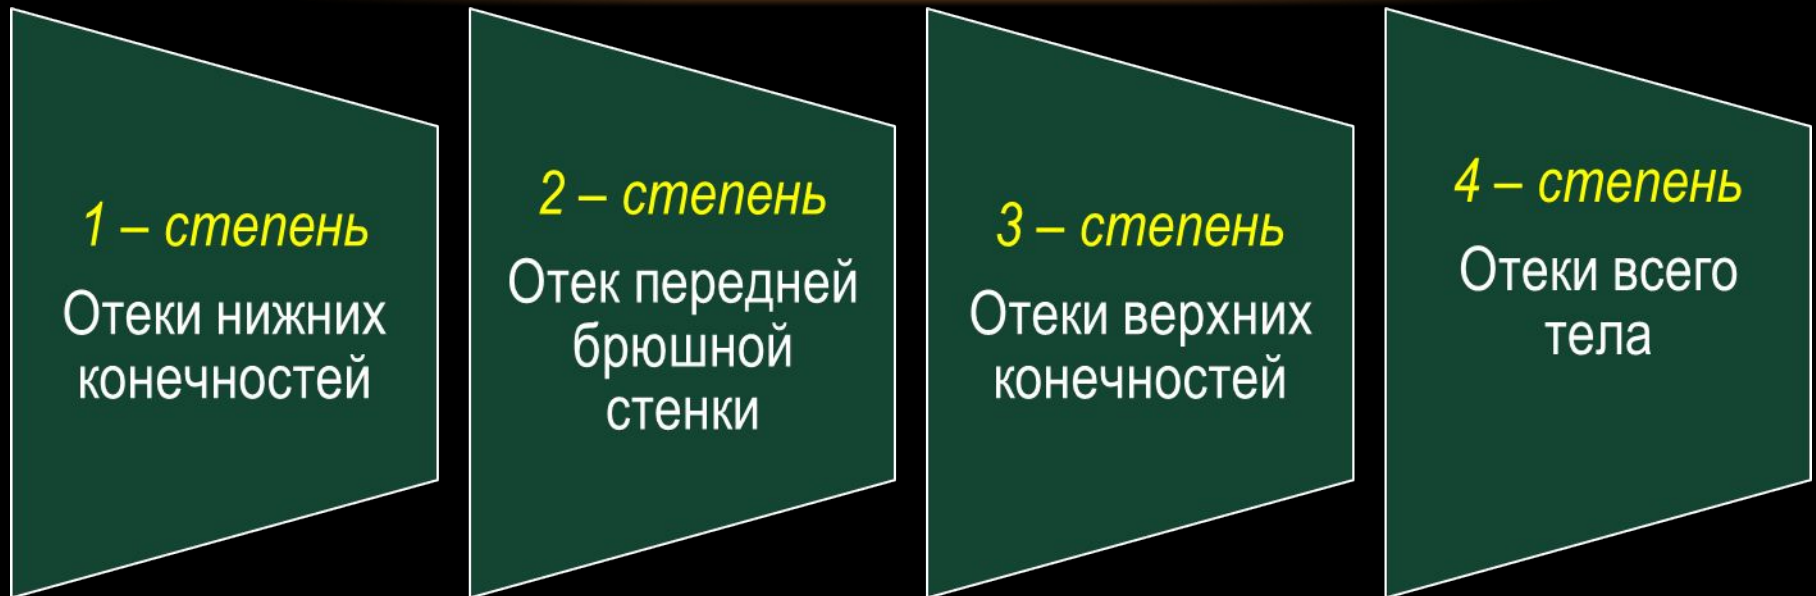 1 – степень
Отеки нижних
конечностей
2 – степень
Отек передней
брюшной
стенки
3 – степень
Отеки верхних
конечностей
4 – степень
Отеки всего
тела